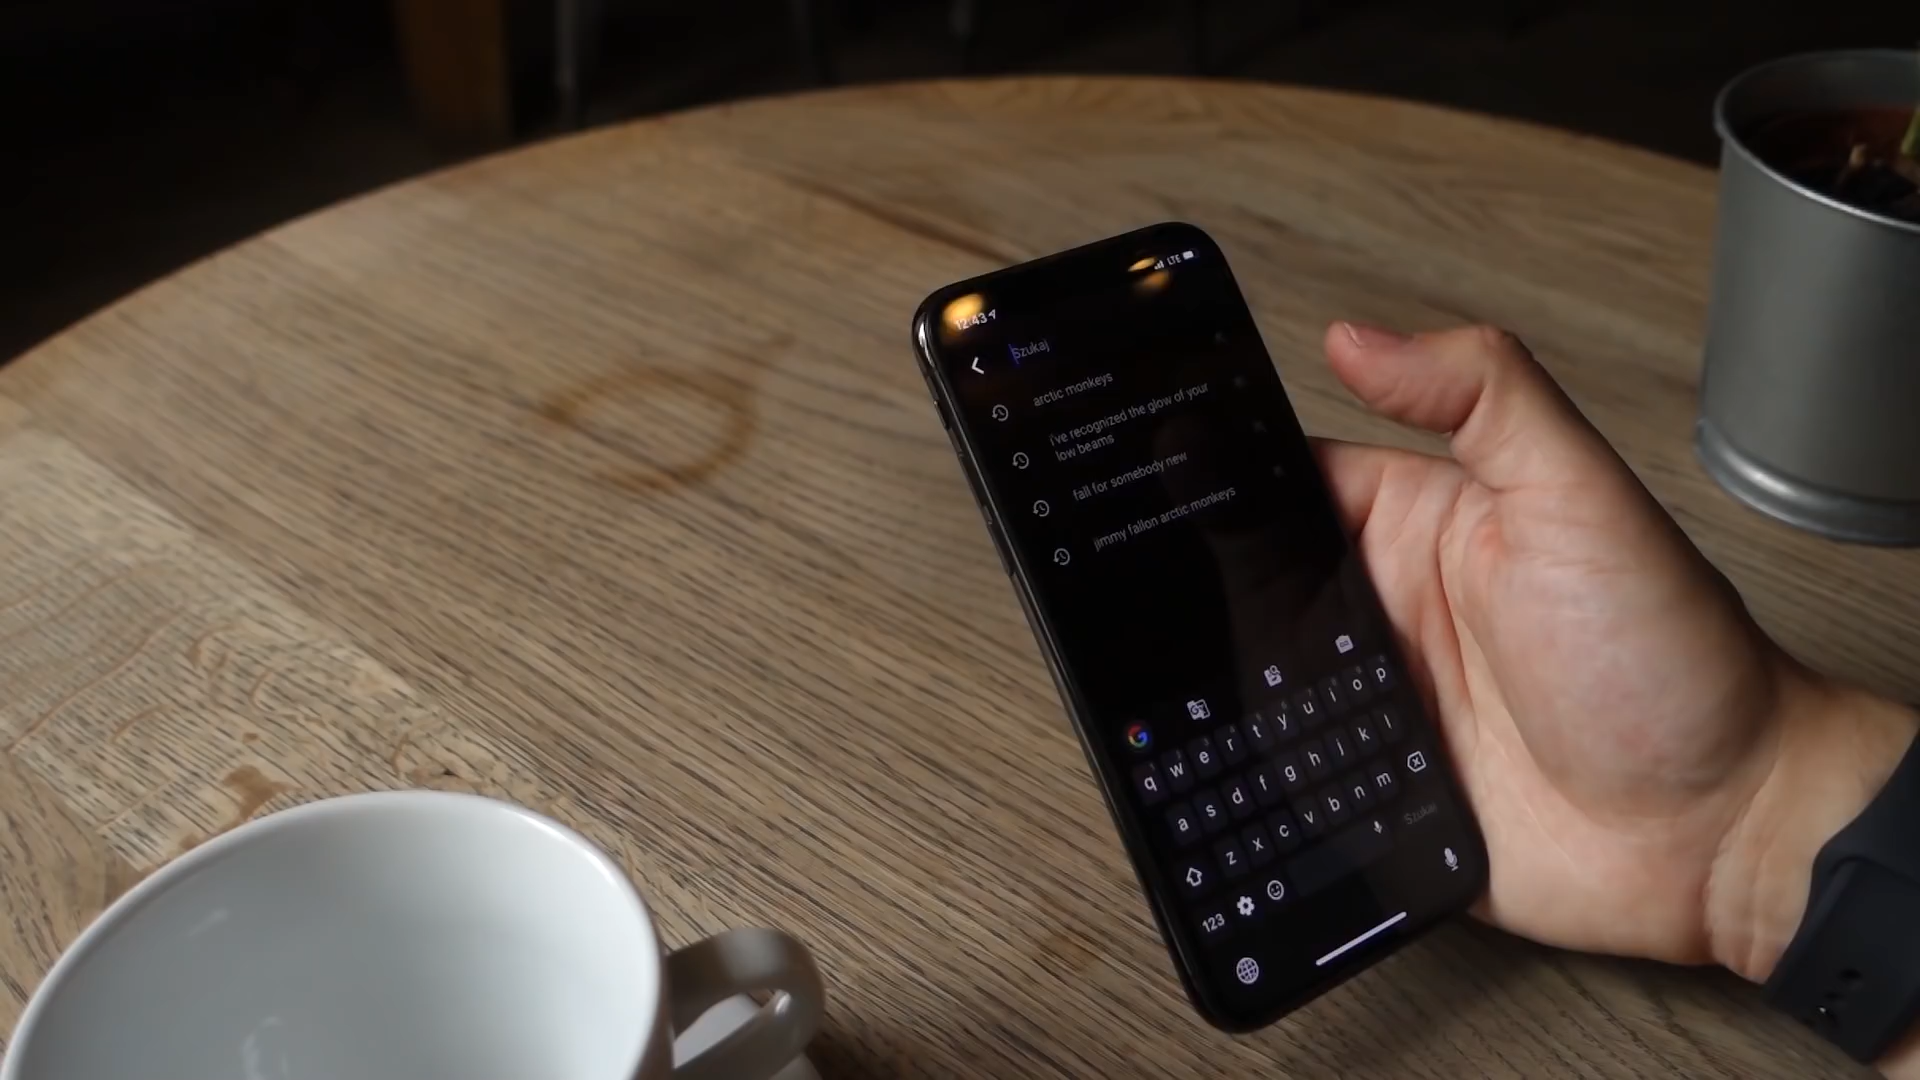 LTE
12:43
Szukaj
arctic monkeys
i've recognized the glow of your
low beams
fall for somebody new
jimmy fallon arctic monkeys
q w e r t y u i o p
a s d f g h j k l
z x c v b n m
123
Szukaj